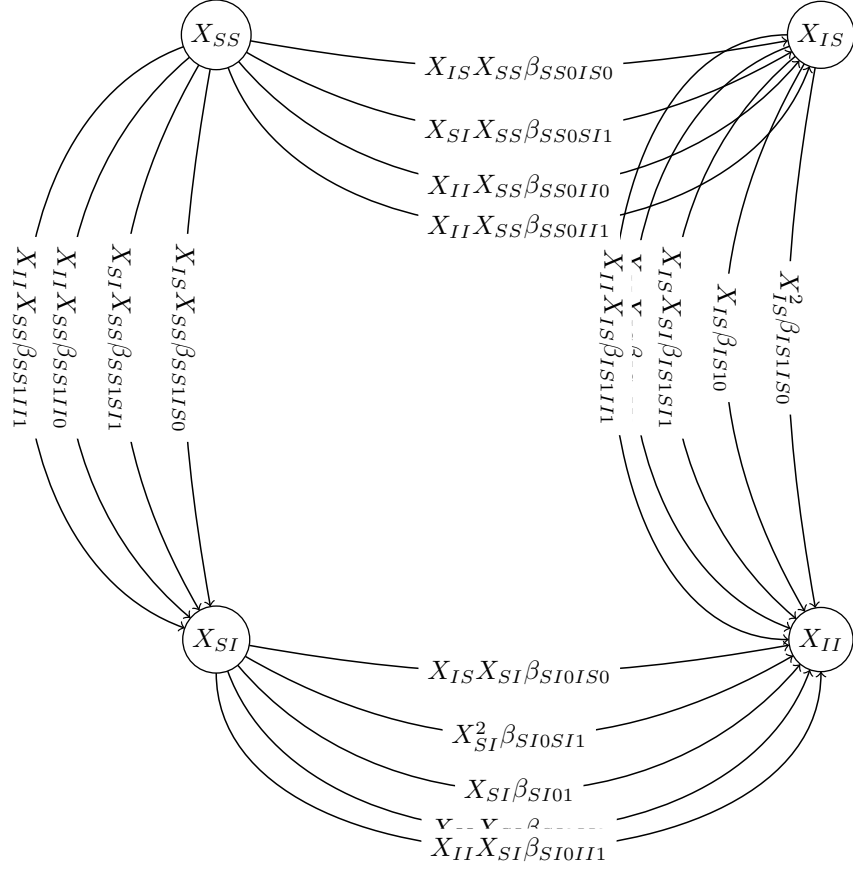 X_{SS}
X_{IS}
X_{IS}X_{SS}β_{SS0IS0}
X_{SI}X_{SS}β_{SS0SI1}
X_{II}X_{SS}β_{SS0II0}
X_{II}X_{SS}β_{SS0II1}
X_{II}X_{SS}β_{SS1II1}
X_{II}X_{SS}β_{SS1II0}
X_{SI}X_{SS}β_{SS1SI1}
X_{IS}X_{SS}β_{SS1IS0}
X_{II}X_{IS}β_{IS1II1}
X_{IS}X_{SI}β_{IS1SI1}
X_{IS}β_{IS10}
X_{IS}^2β_{IS1IS0}
X_{SI}
X_{II}
X_{IS}X_{SI}β_{SI0IS0}
X_{SI}^2β_{SI0SI1}
X_{SI}β_{SI01}
X_{II}X_{SI}β_{SI0II1}